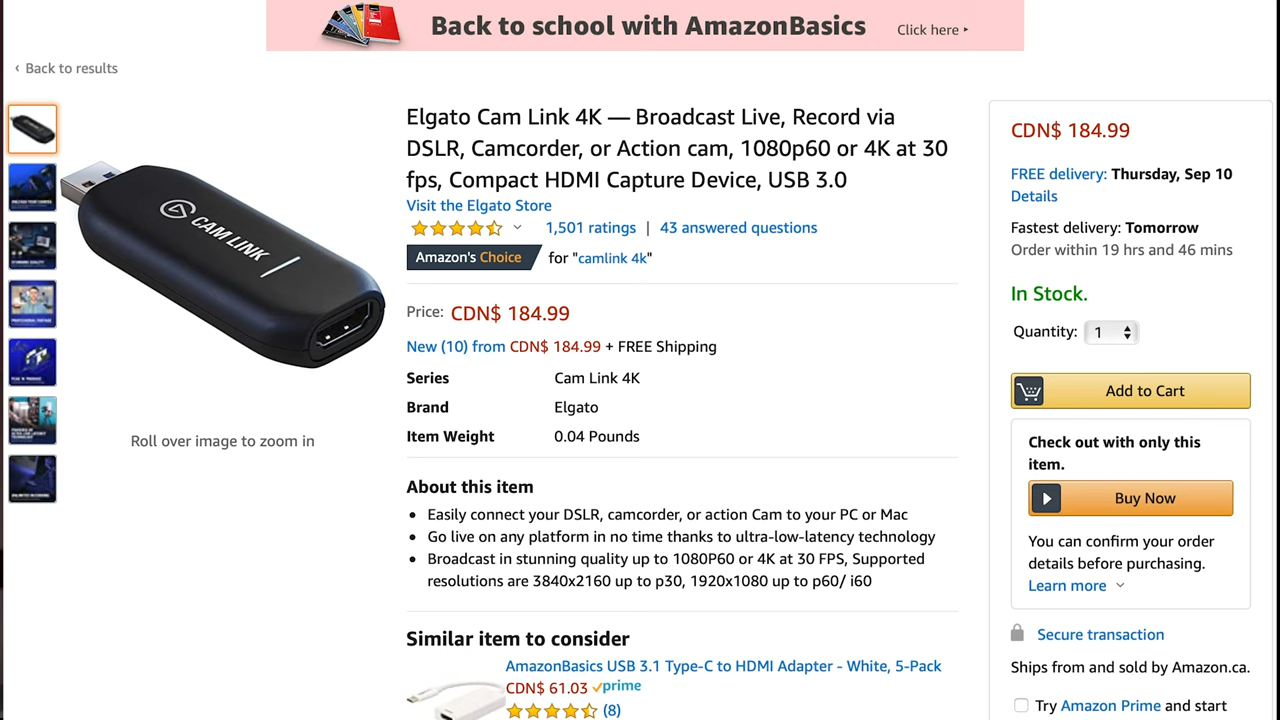 Back to school with AmazonBasics
Click here ▸
‹ Back to results
CAM LINK
Roll over image to zoom in
Elgato Cam Link 4K — Broadcast Live, Record via
DSLR, Camcorder, or Action cam, 1080p60 or 4K at 30
fps, Compact HDMI Capture Device, USB 3.0
Visit the Elgato Store
1,501 ratings | 43 answered questions
Amazon's Choice for "camlink 4k"
Price: CDN$ 184.99
New (10) from CDN$ 184.99 + FREE Shipping
Series Cam Link 4K
Brand Elgato
Item Weight 0.04 Pounds
About this item
• Easily connect your DSLR, camcorder, or action Cam to your PC or Mac
• Go live on any platform in no time thanks to ultra-low-latency technology
• Broadcast in stunning quality up to 1080P60 or 4K at 30 FPS, Supported
resolutions are 3840x2160 up to p30, 1920x1080 up to p60/ i60
Similar item to consider
AmazonBasics USB 3.1 Type-C to HDMI Adapter - White, 5-Pack
CDN$ 61.03 prime
(8)
CDN$ 184.99
FREE delivery: Thursday, Sep 10
Details
Fastest delivery: Tomorrow
Order within 19 hrs and 46 mins
In Stock.
Quantity: 1
Add to Cart
Check out with only this
item.
Buy Now
You can confirm your order
details before purchasing.
Learn more
Secure transaction
Ships from and sold by Amazon.ca.
Try Amazon Prime and start